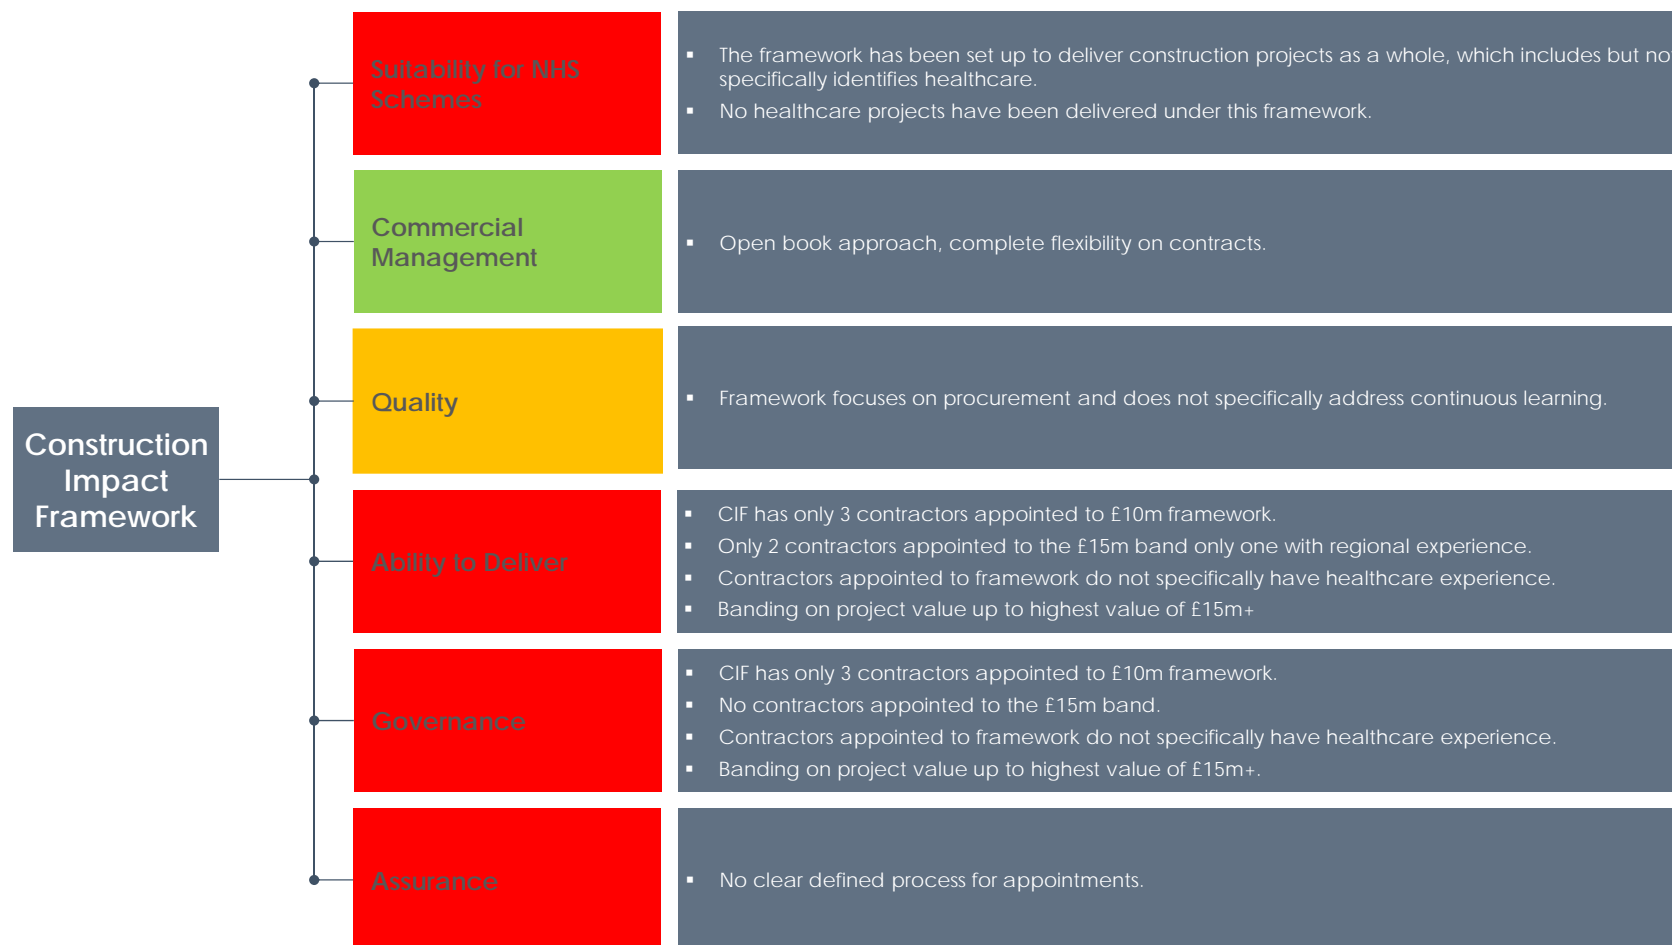 Suitability for NHS
Schemes
▪ The framework has been set up to deliver construction projects as a whole, which includes but no
specifically identifies healthcare.
▪ No healthcare projects have been delivered under this framework.
Commercial
Management
▪ Open book approach, complete flexibility on contracts.
Quality
▪ Framework focuses on procurement and does not specifically address continuous learning.
Construction
Impact
Framework
Ability to Deliver
▪ CIF has only 3 contractors appointed to £10m framework.
▪ Only 2 contractors appointed to the £15m band only one with regional experience.
▪ Contractors appointed to framework do not specifically have healthcare experience.
▪ Banding on project value up to highest value of £15m+
Governance
▪ CIF has only 3 contractors appointed to £10m framework.
▪ No contractors appointed to the £15m band.
▪ Contractors appointed to framework do not specifically have healthcare experience.
▪ Banding on project value up to highest value of £15m+.
Assurance
▪ No clear defined process for appointments.